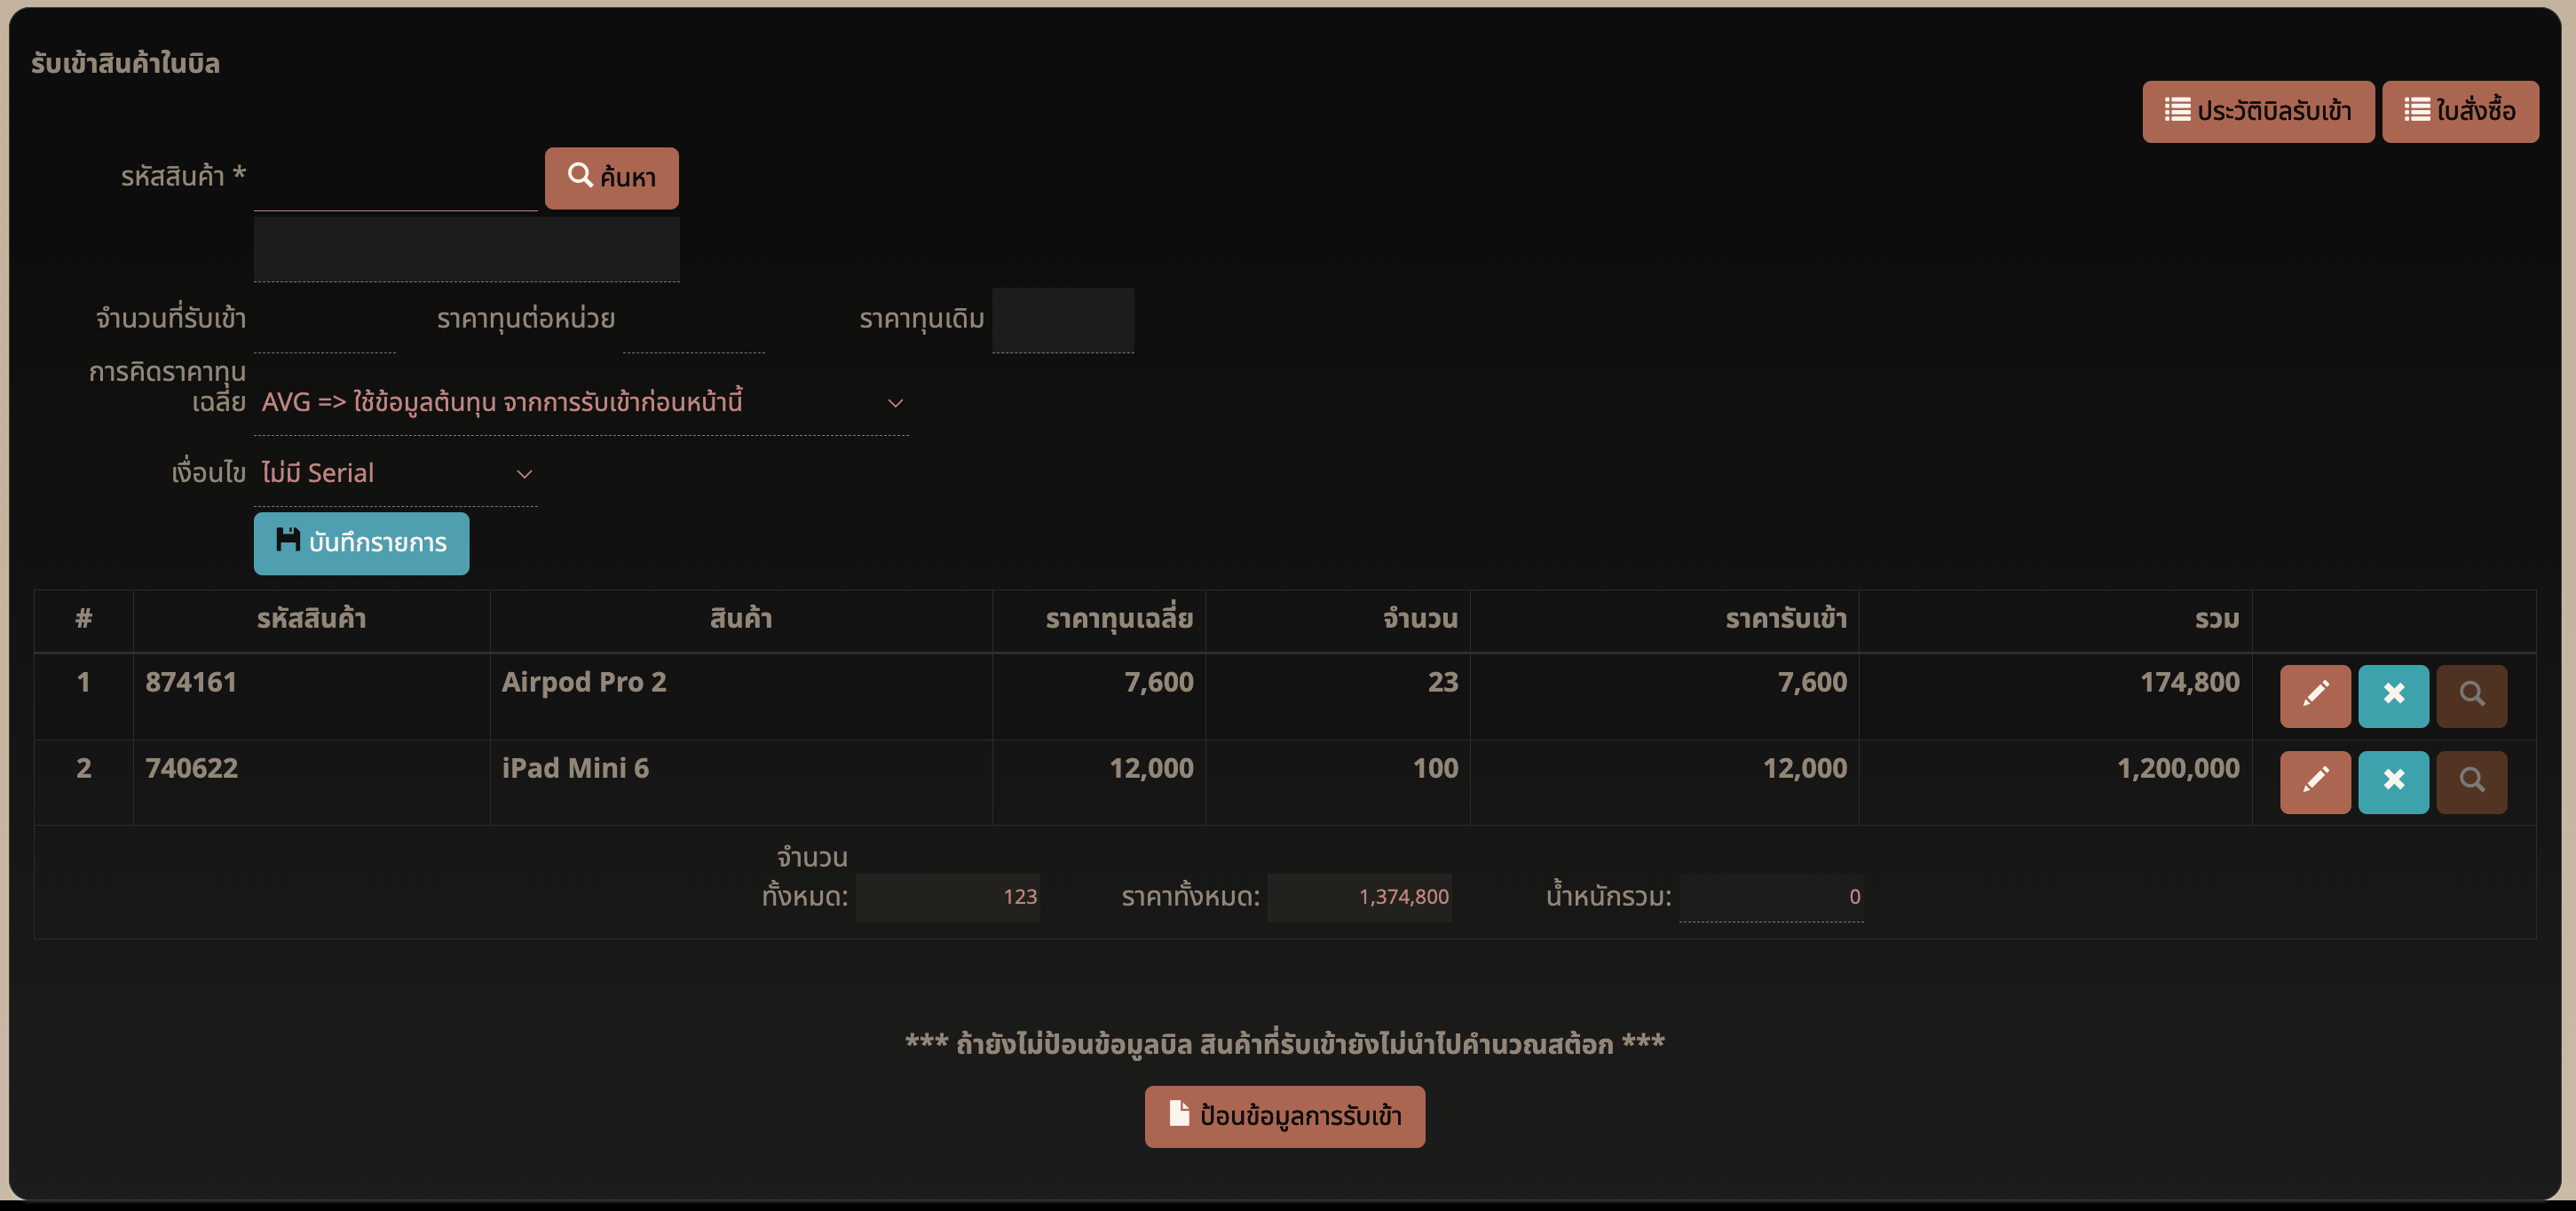 รับเข้าสินค้าในบิล
ประวัติบิลรับเข้า ใบสั่งซื้อ
รหัสสินค้า * ค้นหา
จำนวนที่รับเข้า ราคาทุนต่อหน่วย ราคาทุนเดิม
การคิดราคาทุน
เฉลี่ย AVG => ใช้ข้อมูลต้นทุน จากการรับเข้าก่อนหน้านี้
เงื่อนไข ไม่มี Serial
บันทึกรายการ
# รหัสสินค้า สินค้า ราคาทุนเฉลี่ย จำนวน ราคารับเข้า รวม
1 874161 Airpod Pro 2 7,600 23 7,600 174,800
2 740622 iPad Mini 6 12,000 100 12,000 1,200,000
จำนวน
ทั้งหมด: 123 ราคาทั้งหมด: 1,374,800 น้ำหนักรวม: 0
*** ถ้ายังไม่ป้อนข้อมูลบิล สินค้าที่รับเข้ายังไม่นำไปคำนวณสต้อก ***
ป้อนข้อมูลการรับเข้า